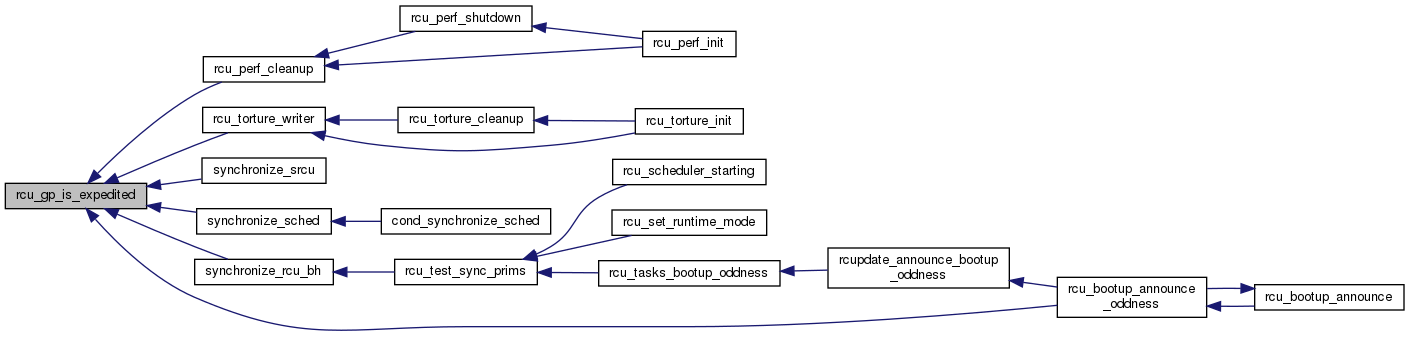 rcu_perf_shutdown
rcu_perf_init
rcu_perf_cleanup
rcu_torture_writer
rcu_torture_cleanup
rcu_torture_init
synchronize_srcu
rcu_scheduler_starting
rcu_gp_is_expedited
synchronize_sched
cond_synchronize_sched
rcu_set_runtime_mode
synchronize_rcu_bh
rcu_test_sync_prims
rcu_tasks_bootup_oddness
rcupdate_announce_bootup
_oddness
rcu_bootup_announce
_oddness
rcu_bootup_announce